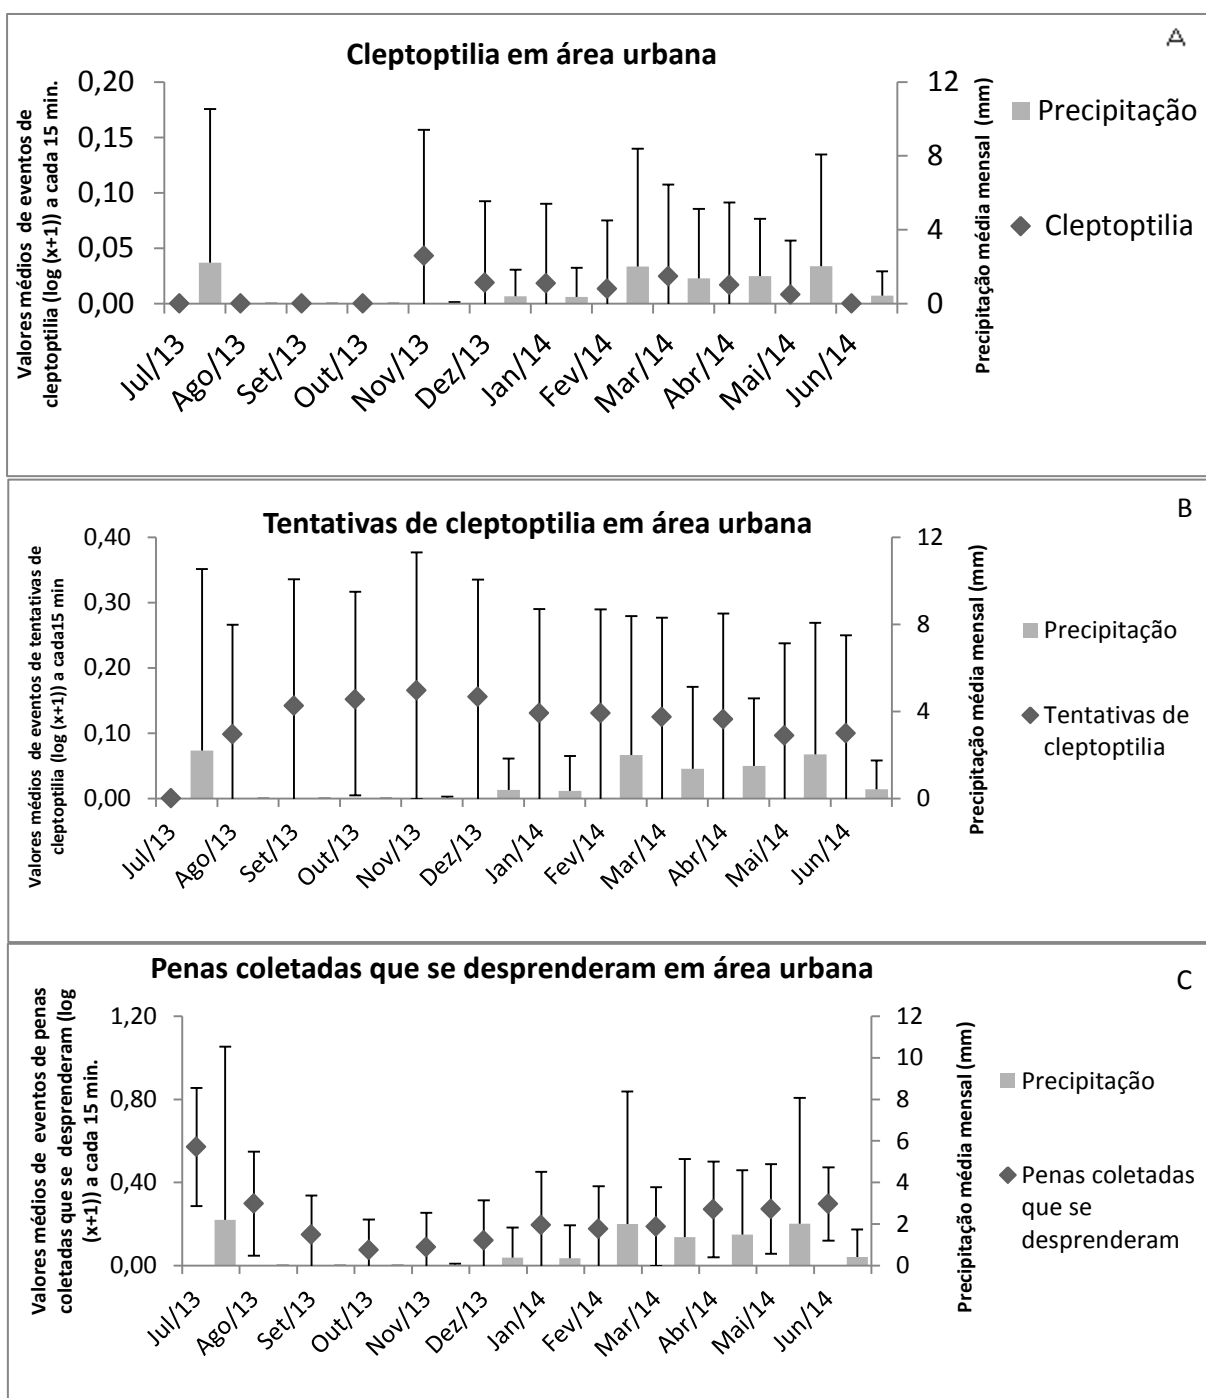 A
Cleptoptilia em área urbana
Valores médios de eventos de
cleptoptilia (log (x+1)) a cada 15 min.
0,20
0,15
0,10
0,05
0,00
12
8
4
0
Precipitação média mensal (mm)
Precipitação
Cleptoptilia
Jul/13
Ago/13
Set/13
Out/13
Nov/13
Dez/13
Jan/14
Fev/14
Mar/14
Abr/14
Mai/14
Jun/14
B
Tentativas de cleptoptilia em área urbana
Valores médios de eventos de tentativas de
cleptoptilia (log (x+1)) a cada15 min
0,40
0,30
0,20
0,10
0,00
12
8
4
0
Precipitação média mensal (mm)
Precipitação
Tentativas de
cleptoptilia
Jul/13
Ago/13
Set/13
Out/13
Nov/13
Dez/13
Jan/14
Fev/14
Mar/14
Abr/14
Mai/14
Jun/14
C
Penas coletadas que se desprenderam em área urbana
Valores médios de eventos de penas
coletadas que se desprenderam (log
(x+1)) a cada 15 min.
1,20
0,80
0,40
0,00
12
10
8
6
4
2
0
Precipitação média mensal (mm)
Precipitação
Penas coletadas
que se
desprenderam
Jul/13
Ago/13
Set/13
Out/13
Nov/13
Dez/13
Jan/14
Fev/14
Mar/14
Abr/14
Mai/14
Jun/14